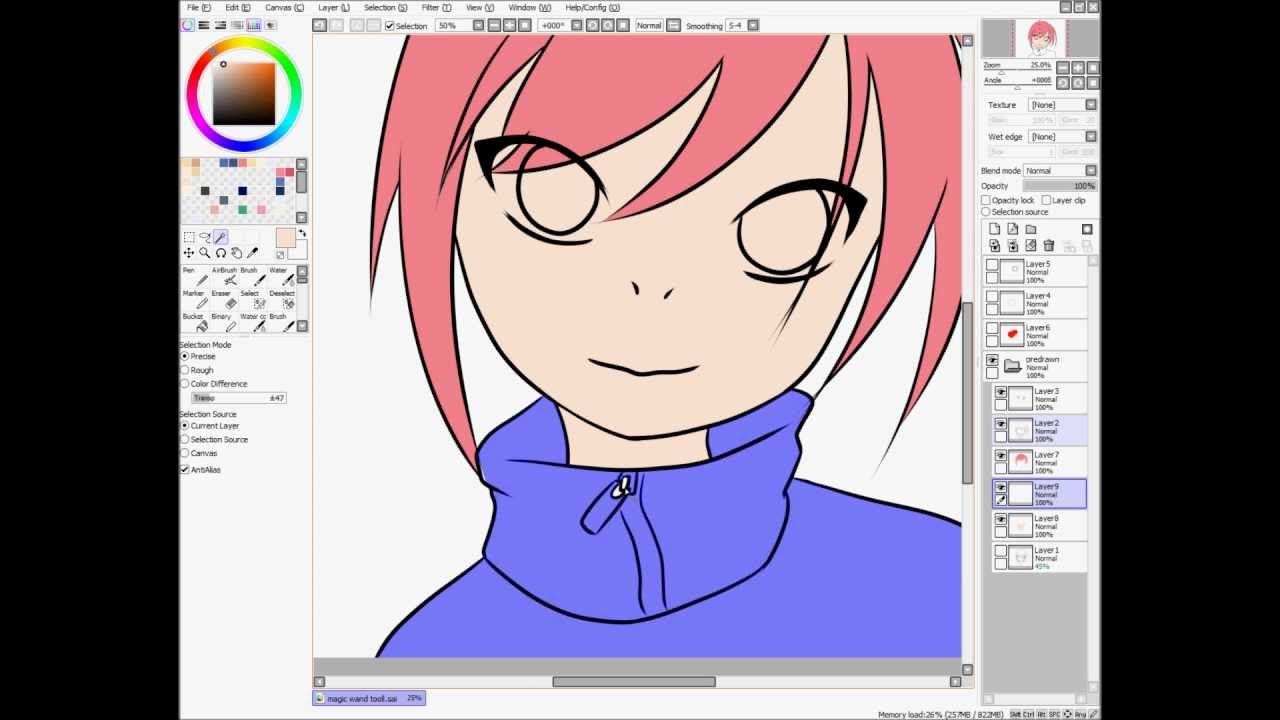 File (F) Edit (E) Canvas (C) Layer (L) Selection (S) Filter (T) View (V) Window (W) Help/Config (O)
Selection 50% +000° Normal Smoothing S-4
Zoom 25.0%
Angle +000δ
Texture [None]
Wet edge [None]
Blend mode Normal
Opacity 100%
Opacity lock Layer clip
Selection source
Layer5
Normal
100%
Layer4
Normal
100%
Layer6
Normal
100%
predrawn
Normal
100%
Layer3
Normal
100%
Layer2
Normal
100%
Layer7
Normal
100%
Layer9
Normal
100%
Layer8
Normal
100%
Layer1
Normal
45%
Pen AirBrush Brush Water
Marker Eraser Select Deselect
Bucket Binary Water cc Brush
Selection Mode
Precise
Rough
Color Difference
±47
Selection Source
Current Layer
Selection Source
Canvas
AntiAlias
magic wand tooll.sai 25%
Memory load:26% (257MB / 822MB) Shift Ctrl Alt SPC Any